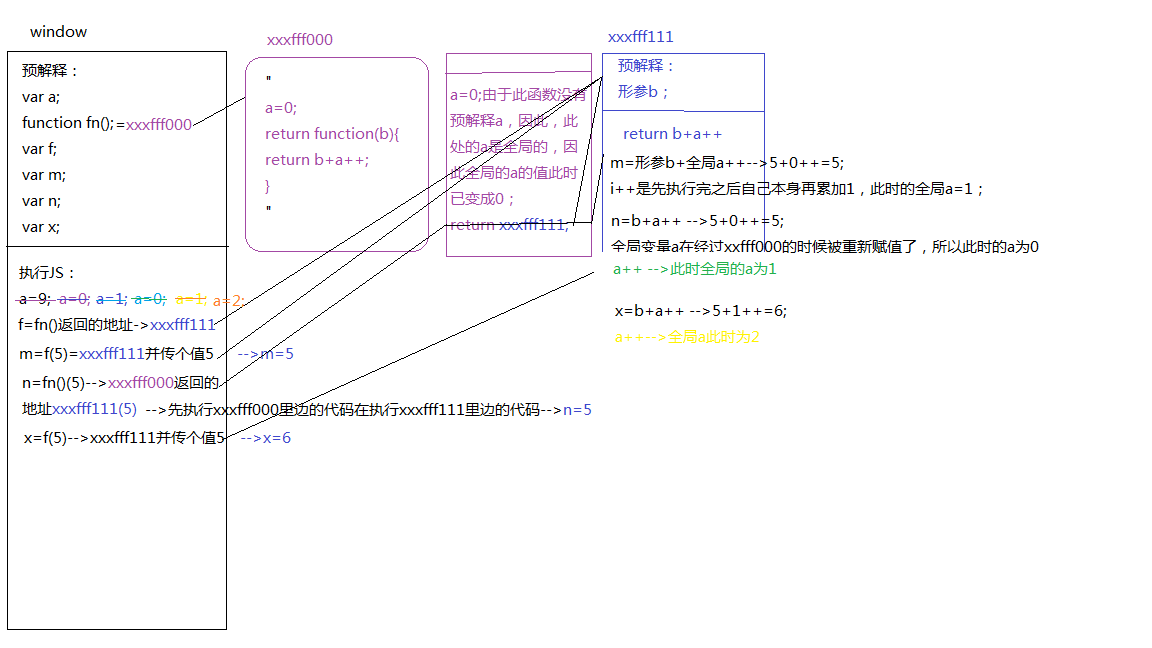 window
预解释：
var a;
function fn();=xxxfff000
var f;
var m;
var n;
var x;
执行JS：
a=9; a=0; a=1; a=0; a=1; a=2;
f=fn()返回的地址->xxxfff111
m=f(5)=xxxfff111并传个值5 -->m=5
n=fn()(5)-->xxxfff000返回的
地址xxxfff111(5) -->先执行xxxfff000里边的代码在执行xxxfff111里边的代码-->n=5
x=f(5)-->xxxfff111并传个值5 -->x=6
xxxfff000
"
a=0;
return function(b){
return b+a++;
}
"
a=0;由于此函数没有
预解释a，因此，此
处的a是全局的，因
此全局的a的值此时
已变成0；
return xxxfff111;
xxxfff111
预解释：
形参b；
return b+a++
m=形参b+全局a++-->5+0++=5;
i++是先执行完之后自己本身再累加1，此时的全局a=1；
n=b+a++ -->5+0++=5;
全局变量a在经过xxfff000的时候被重新赋值了，所以此时的a为0
a++ -->此时全局的a为1
x=b+a++ -->5+1++=6;
a++-->全局a此时为2